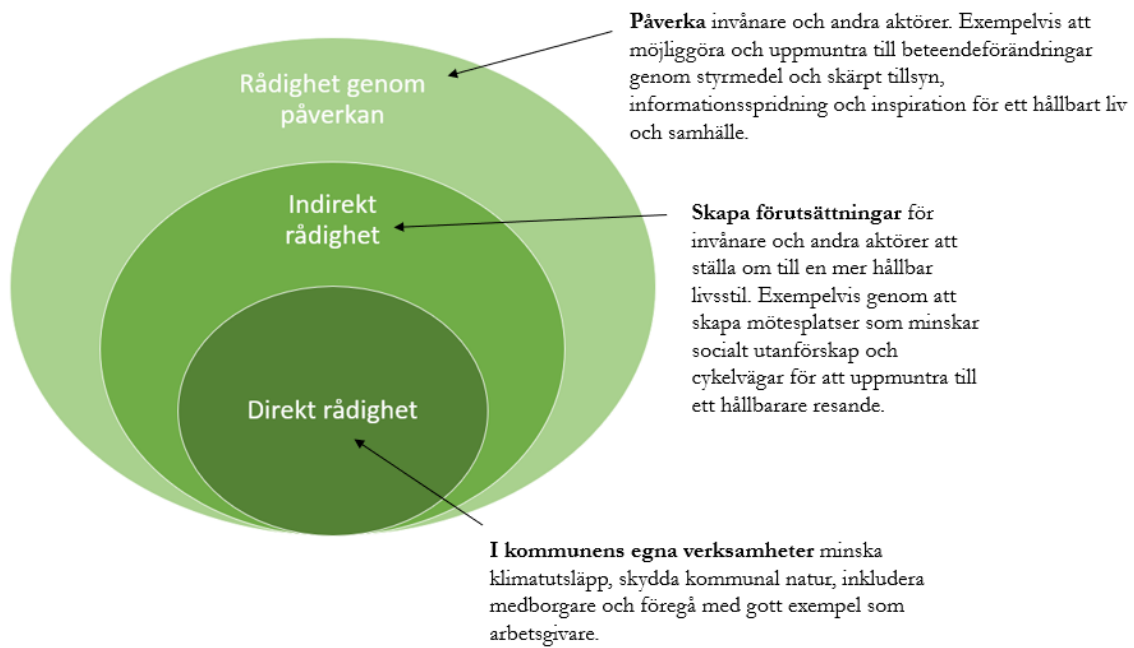 Påverka invånare och andra aktörer. Exempelvis att
möjliggöra och uppmuntra till beteendeförändringar
genom styrmedel och skärpt tillsyn,
informationsspridning och inspiration för ett hållbart liv
och samhälle.
Rådighet genom
påverkan
Indirekt
rådighet
Skapa förutsättningar för
invånare och andra aktörer att
ställa om till en mer hållbar
livsstil. Exempelvis genom att
skapa mötesplatser som minskar
socialt utanförskap och
cykelvägar för att uppmuntra till
ett hållbarare resande.
Direkt rådighet
I kommunens egna verksamheter minska
klimatutsläpp, skydda kommunal natur, inkludera
medborgare och föregå med gott exempel som
arbetsgivare.